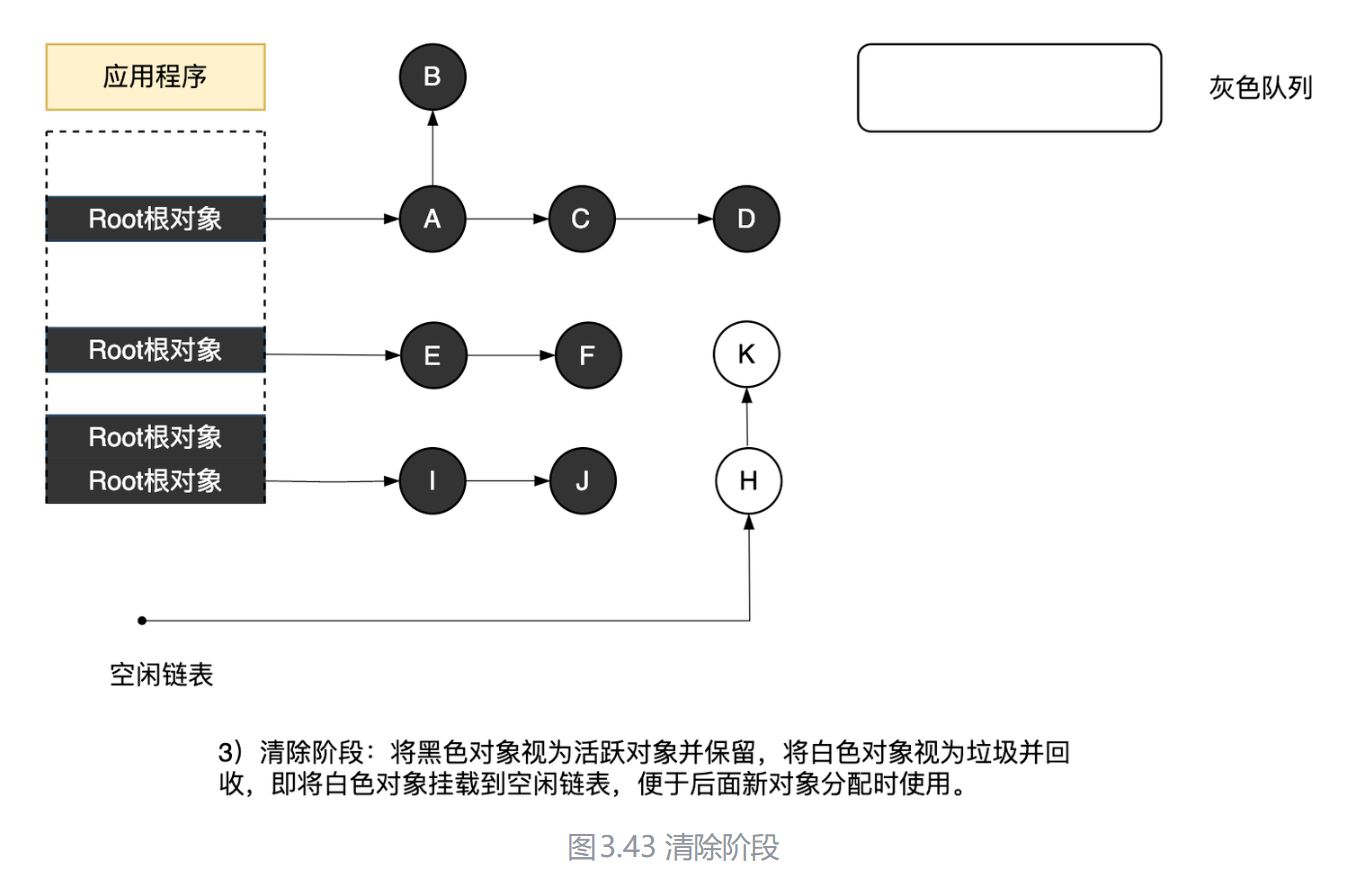 应用程序
B
灰色队列
Root根对象
A
C
D
Root根对象
E
F
K
Root根对象
Root根对象
I
J
H
空闲链表
3）清除阶段：将黑色对象视为活跃对象并保留，将白色对象视为垃圾并回
收，即将白色对象挂载到空闲链表，便于后面新对象分配时使用。
图3.43 清除阶段